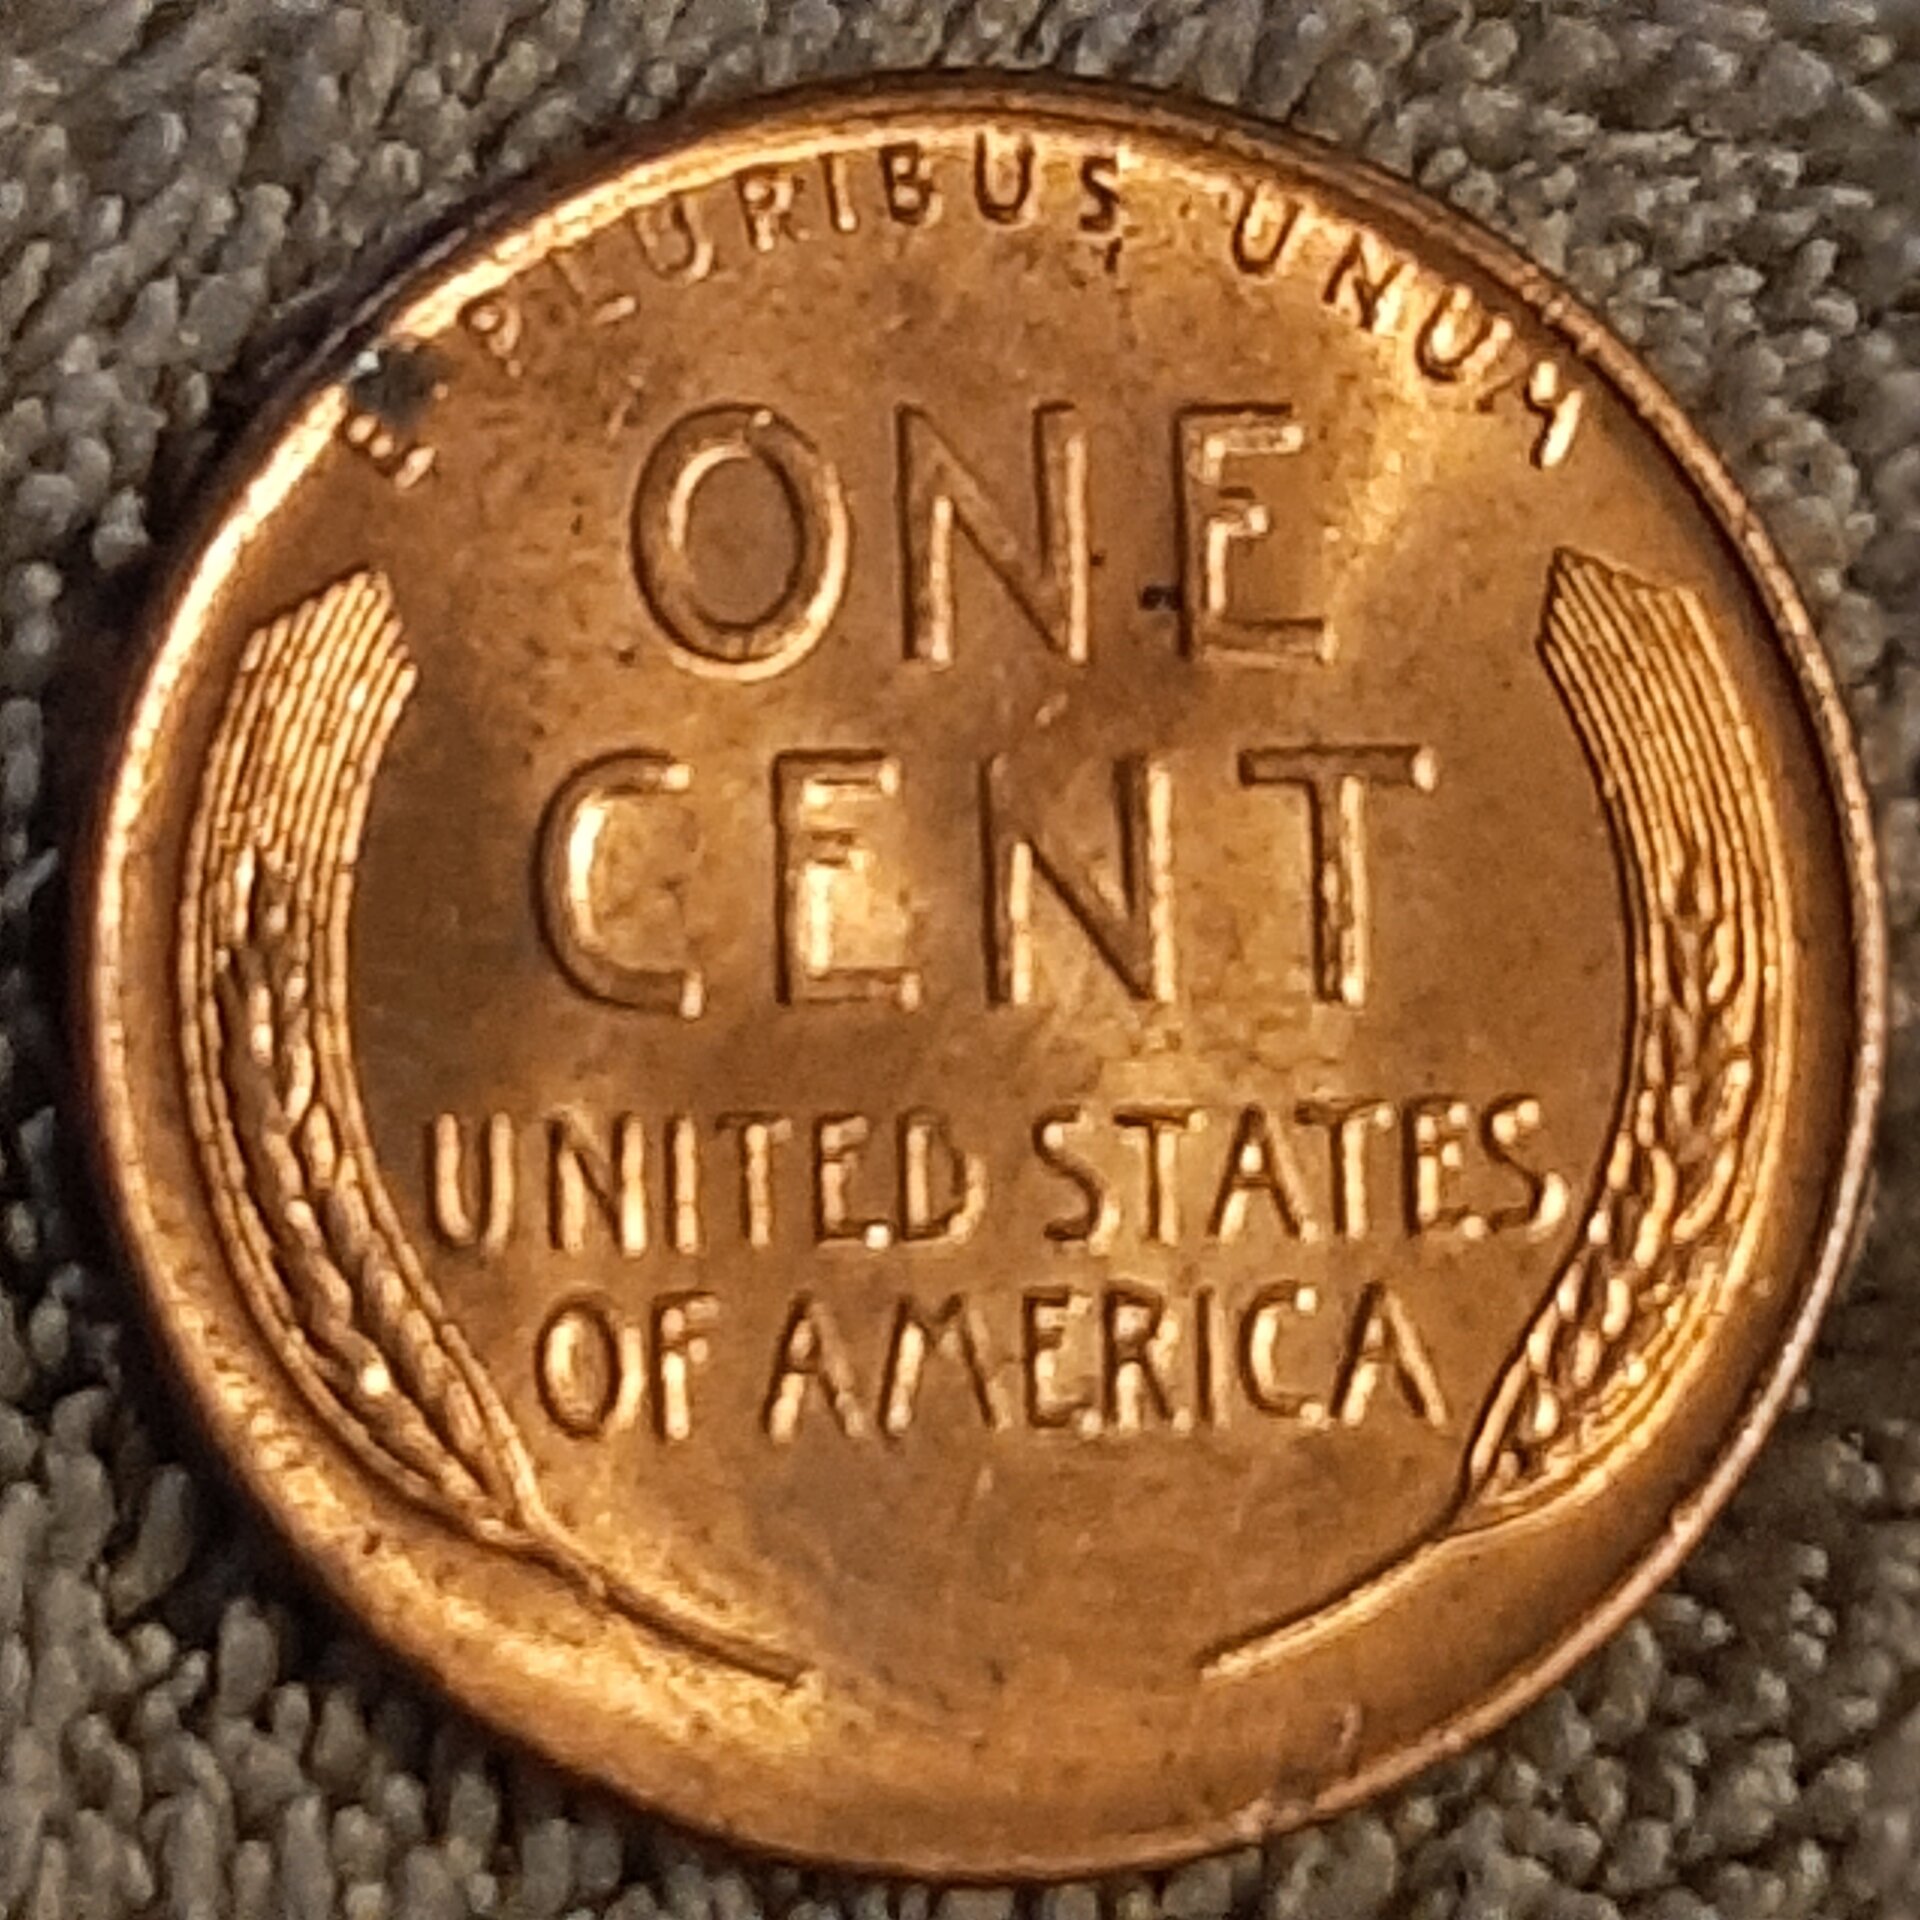 E PLURIBUS UNUM
ONE
CENT
UNITED STATES
OF AMERICA